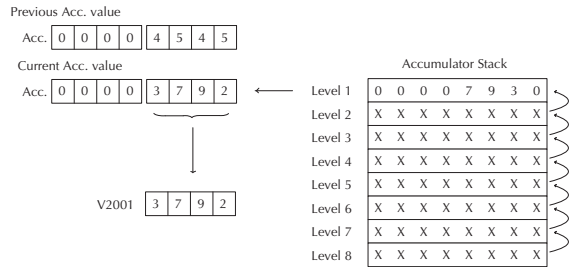 Previous Acc. value
Acc. 0 0 0 0 4 5 4 5
Current Acc. value
Acc. 0 0 0 0 3 7 9 2
V2001 3 7 9 2
Accumulator Stack
Level 1 0 0 0 0 7 9 3 0
Level 2 X X X X X X X X
Level 3 X X X X X X X X
Level 4 X X X X X X X X
Level 5 X X X X X X X X
Level 6 X X X X X X X X
Level 7 X X X X X X X X
Level 8 X X X X X X X X